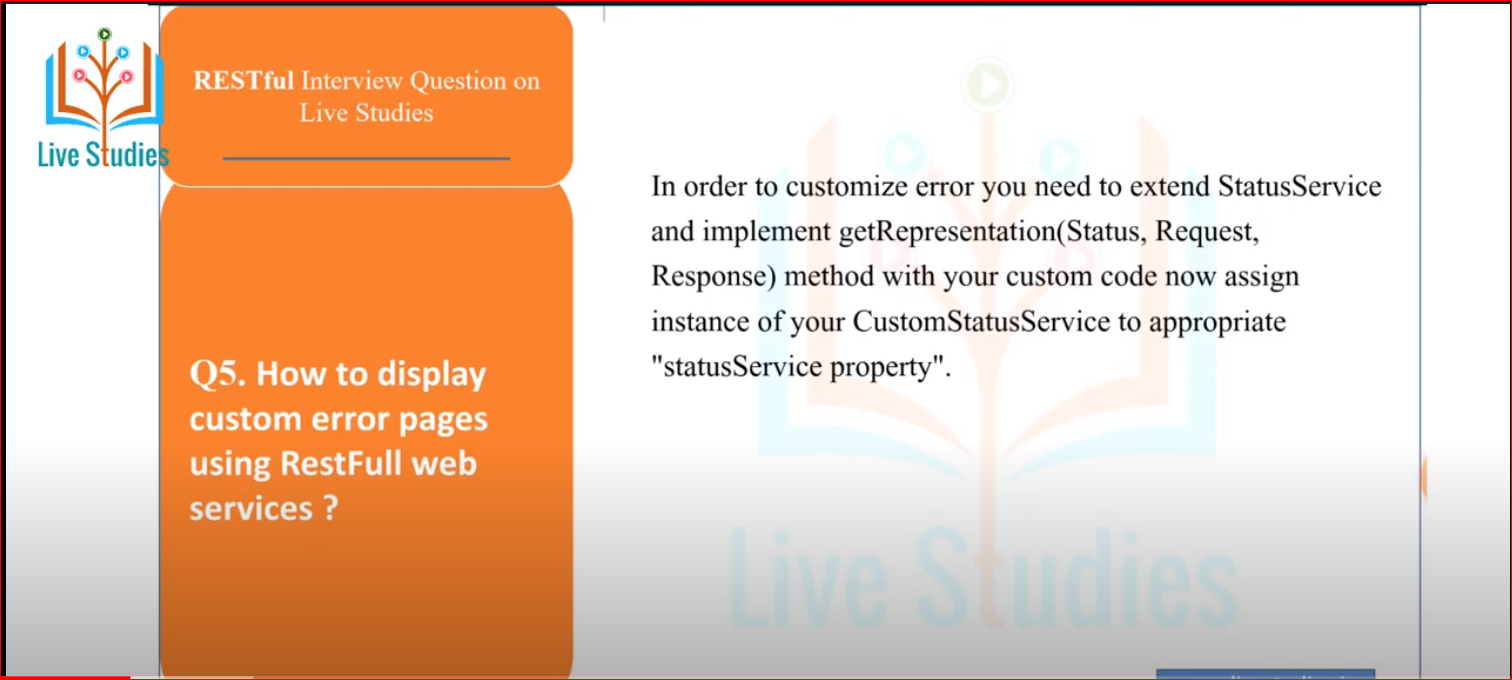 Live Studies
RESTful Interview Question on
Live Studies
Q5. How to display
custom error pages
using RestFull web
services ?
In order to customize error you need to extend StatusService
and implement getRepresentation(Status, Request,
Response) method with your custom code now assign
instance of your CustomStatusService to appropriate
"statusService property".
Live Studies